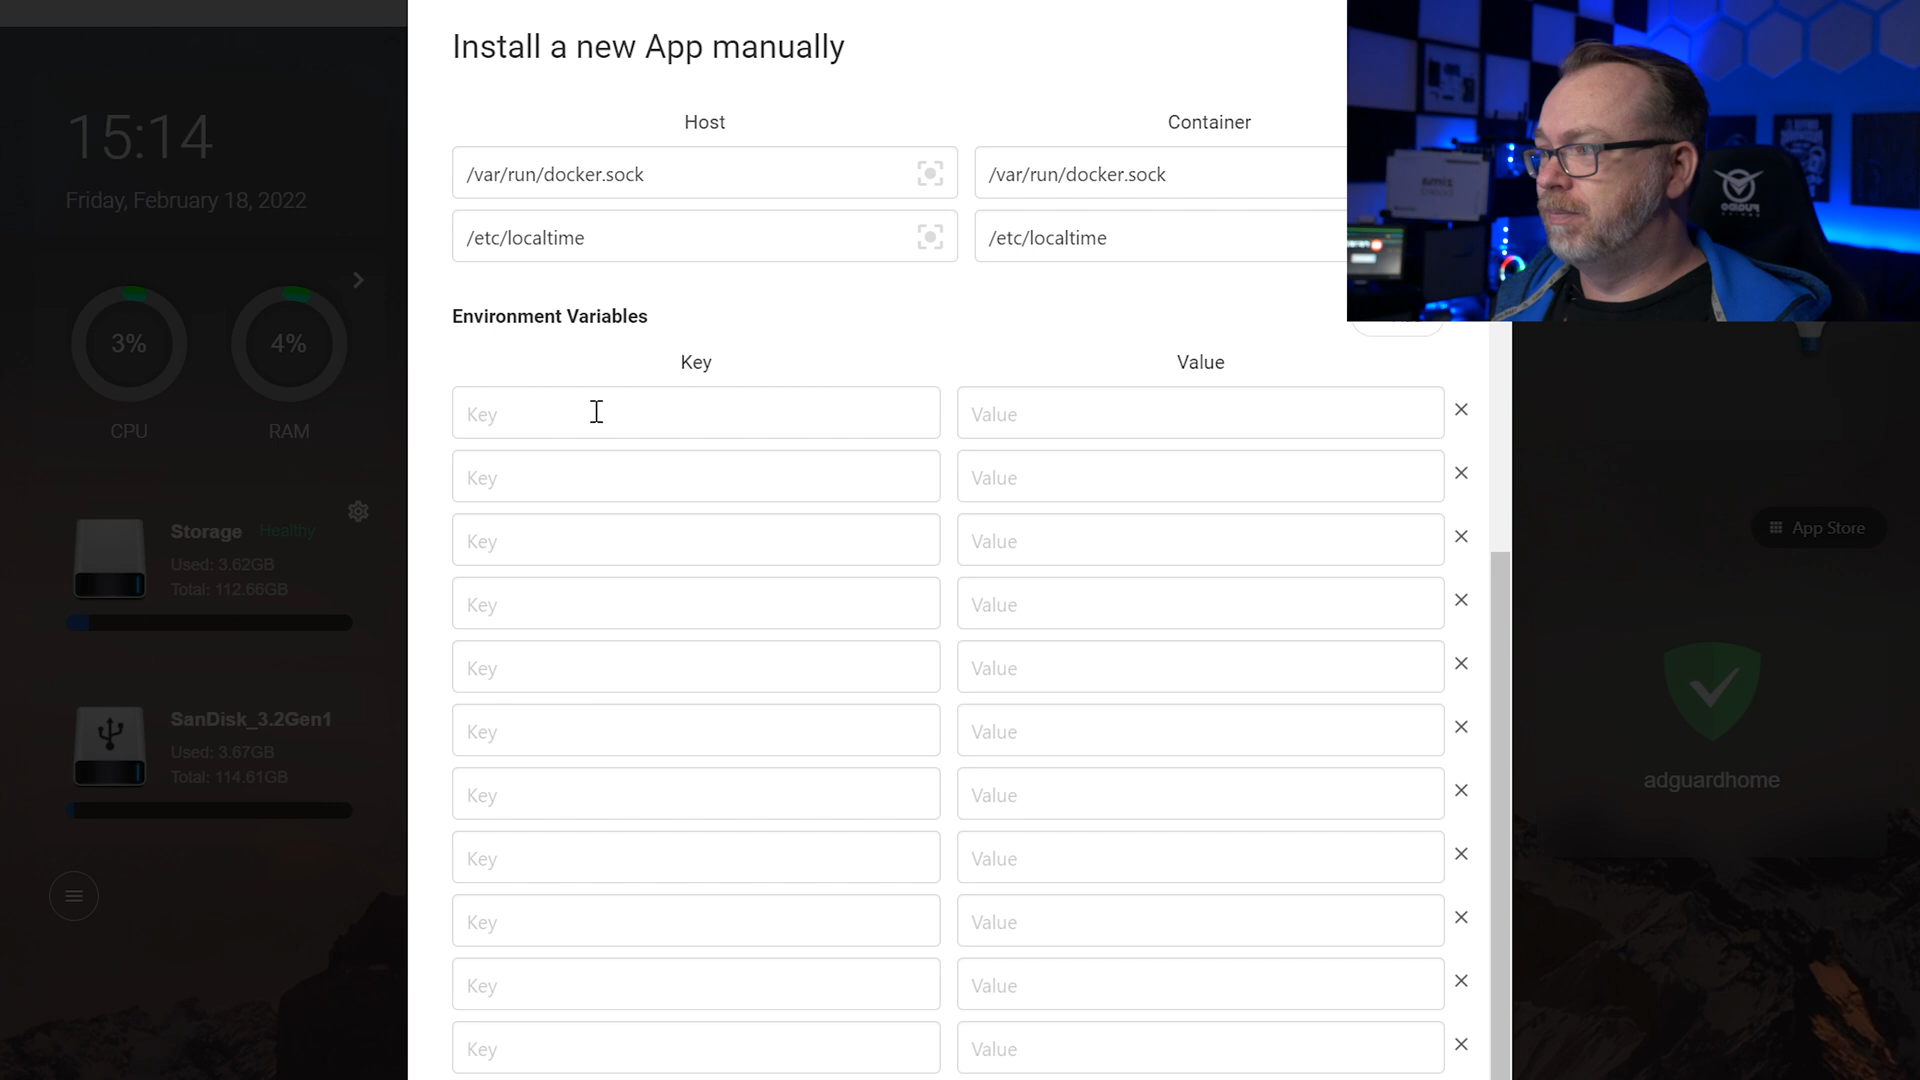 Install a new App manually
Host
Container
/var/run/docker.sock
/var/run/docker.sock
/etc/localtime
/etc/localtime
Environment Variables
Key
Value
Key
Value
Key
Value
Key
Value
Key
Value
Key
Value
Key
Value
Key
Value
Key
Value
Key
Value
Key
Value
Key
Value
15:14
Friday, February 18, 2022
3%
4%
CPU
RAM
Storage Healthy
Used: 3.62GB
Total: 112.66GB
SanDisk_3.2Gen1
Used: 3.67GB
Total: 114.61GB
App Store
adguardhome